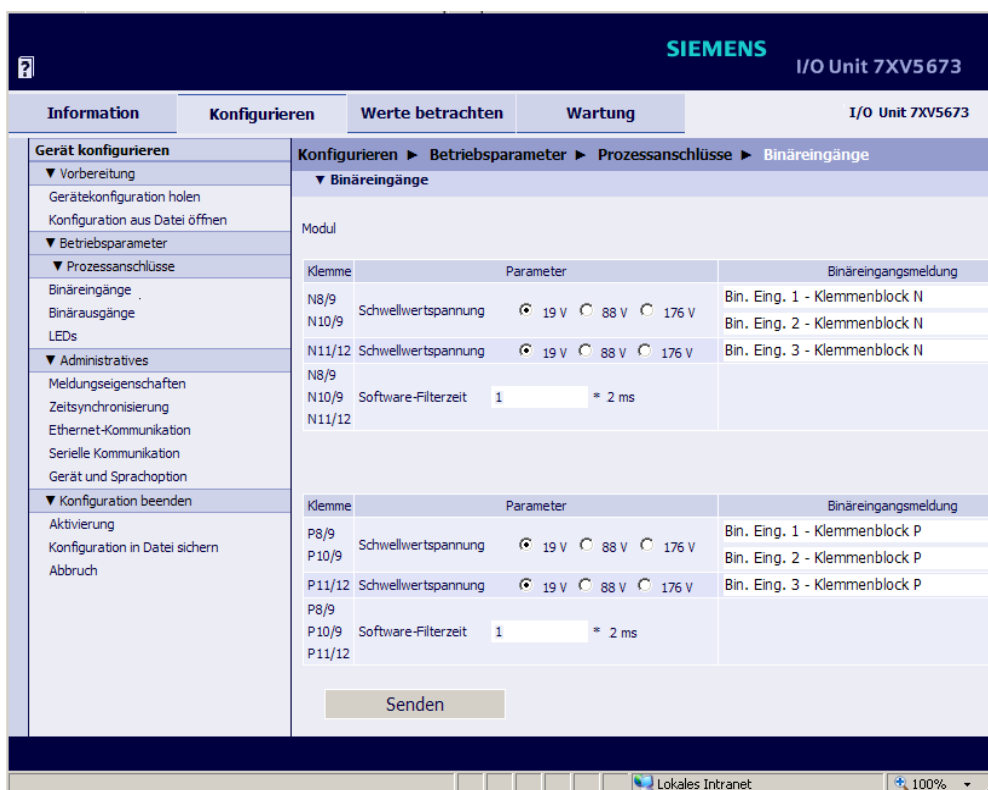 SIEMENS
I/O Unit 7XV5673
Information
Konfigurieren
Werte betrachten
Wartung
I/O Unit 7XV5673
Gerät konfigurieren
▼ Vorbereitung
Gerätekonfiguration holen
Konfiguration aus Datei öffnen
▼ Betriebsparameter
▼ Prozessanschlüsse
Binäreingänge
Binärausgänge
LEDs
▼ Administratives
Meldungseigenschaften
Zeitsynchronisierung
Ethernet-Kommunikation
Serielle Kommunikation
Gerät und Sprachoption
▼ Konfiguration beenden
Aktivierung
Konfiguration in Datei sichern
Abbruch
Konfigurieren ► Betriebsparameter ► Prozessanschlüsse ► Binäreingänge
▼ Binäreingänge
Modul
Klemme Parameter Binäreingangsmeldung
N8/9
N10/9
Schwellwertspannung 19 V 88 V 176 V
Bin. Eing. 1 - Klemmenblock N
Bin. Eing. 2 - Klemmenblock N
N11/12 Schwellwertspannung 19 V 88 V 176 V Bin. Eing. 3 - Klemmenblock N
N8/9
N10/9 Software-Filterzeit 1 * 2 ms
N11/12
Klemme Parameter Binäreingangsmeldung
P8/9
P10/9
Schwellwertspannung 19 V 88 V 176 V
Bin. Eing. 1 - Klemmenblock P
Bin. Eing. 2 - Klemmenblock P
P11/12 Schwellwertspannung 19 V 88 V 176 V Bin. Eing. 3 - Klemmenblock P
P8/9
P10/9 Software-Filterzeit 1 * 2 ms
P11/12
Senden
Lokales Intranet
100%